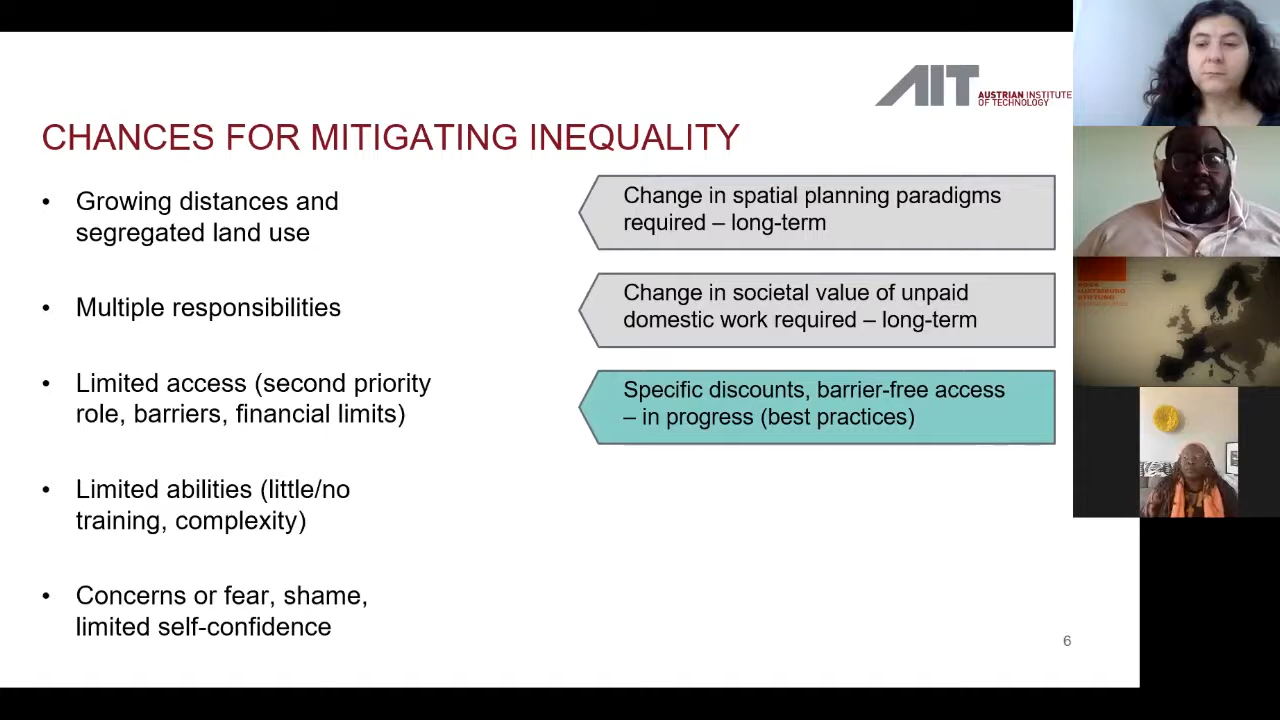 AIT
AUSTRIAN INSTITUTE
OF TECHNOLOGY
CHANCES FOR MITIGATING INEQUALITY
• Growing distances and
segregated land use
• Multiple responsibilities
• Limited access (second priority
role, barriers, financial limits)
• Limited abilities (little/no
training, complexity)
• Concerns or fear, shame,
limited self-confidence
Change in spatial planning paradigms
required – long-term
Change in societal value of unpaid
domestic work required – long-term
Specific discounts, barrier-free access
– in progress (best practices)
6
LUXEMBURG
STIFTUNG